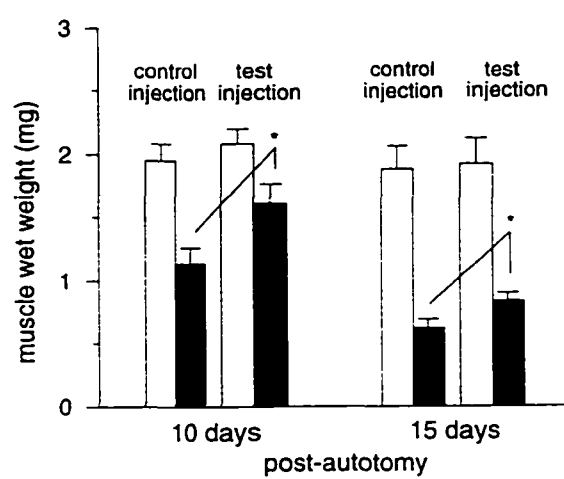 3
control
injection
test
injection
control
injection
test
injection
*
*
2
1
0
muscle wet weight (mg)
10 days
15 days
post-autotomy